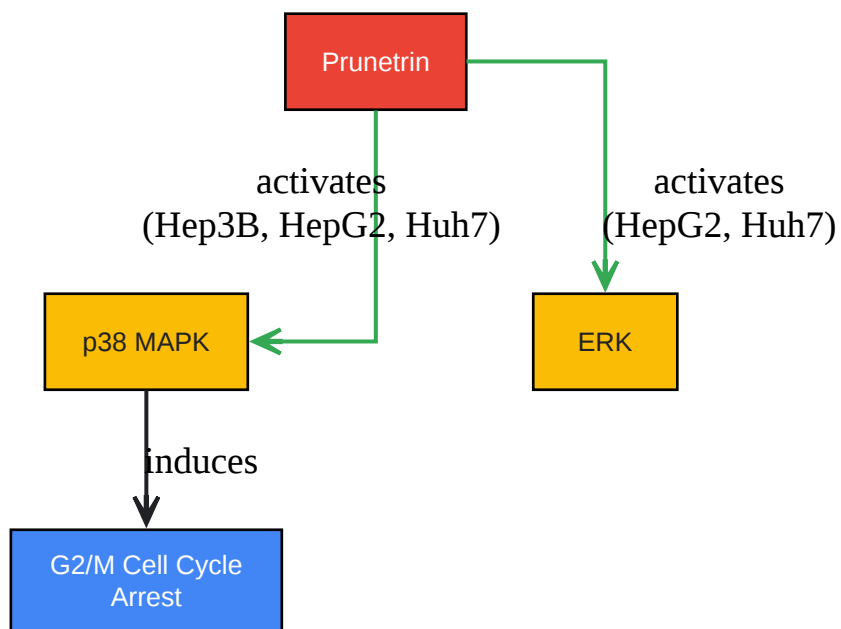 Prunetrin
activates
(Hep3B, HepG2, Huh7)
activates
(HepG2, Huh7)
p38 MAPK
ERK
induces
G2/M Cell Cycle
Arrest